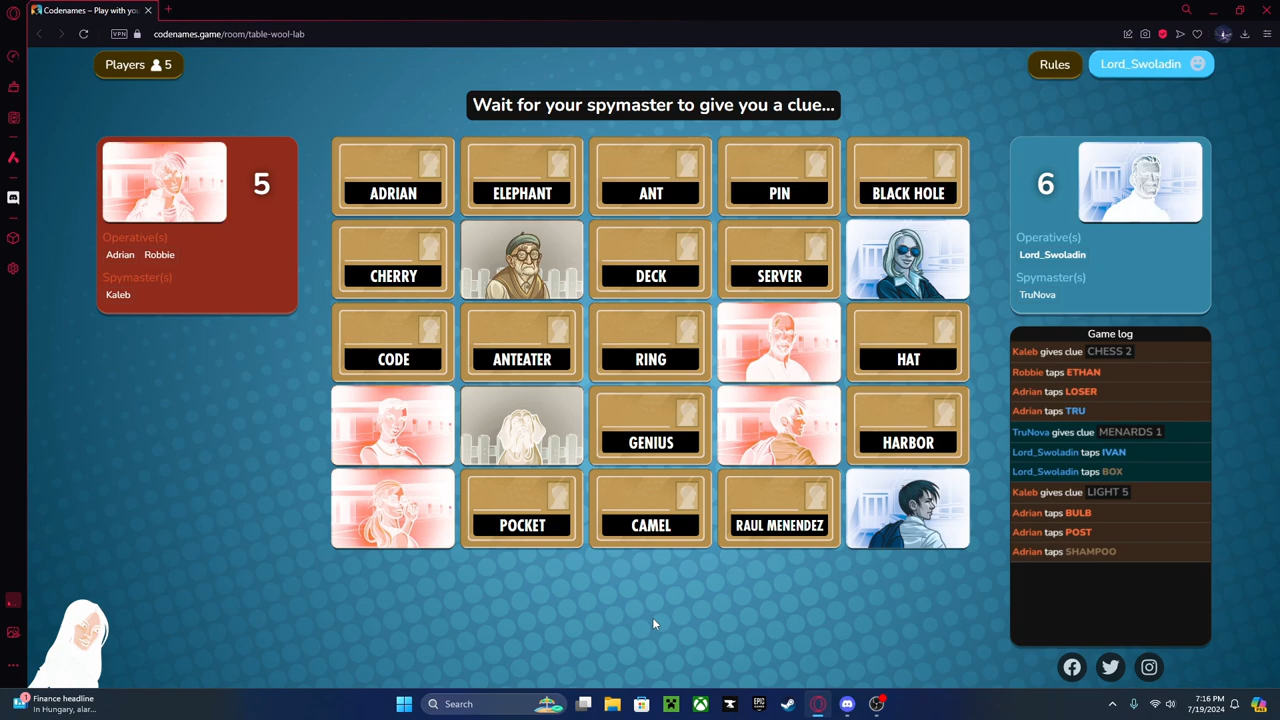 Codenames – Play with you
VPN
codenames.game/room/table-wool-lab
Players 5
Rules
Lord_Swoladin
Wait for your spymaster to give you a clue...
5
Operative(s)
Adrian Robbie
Spymaster(s)
Kaleb
ADRIAN
ELEPHANT
ANT
PIN
BLACK HOLE
CHERRY
DECK
SERVER
CODE
ANTEATER
RING
HAT
GENIUS
HARBOR
POCKET
CAMEL
RAUL MENENDEZ
6
Operative(s)
Lord_Swoladin
Spymaster(s)
TruNova
Game log
Kaleb gives clue CHESS 2
Robbie taps ETHAN
Adrian taps LOSER
Adrian taps TRU
TruNova gives clue MENARDS 1
Lord_Swoladin taps IVAN
Lord_Swoladin taps BOX
Kaleb gives clue LIGHT 5
Adrian taps BULB
Adrian taps POST
Adrian taps SHAMPOO
1
Finance headline
In Hungary, alar...
Search
EPIC
7:16 PM
7/19/2024